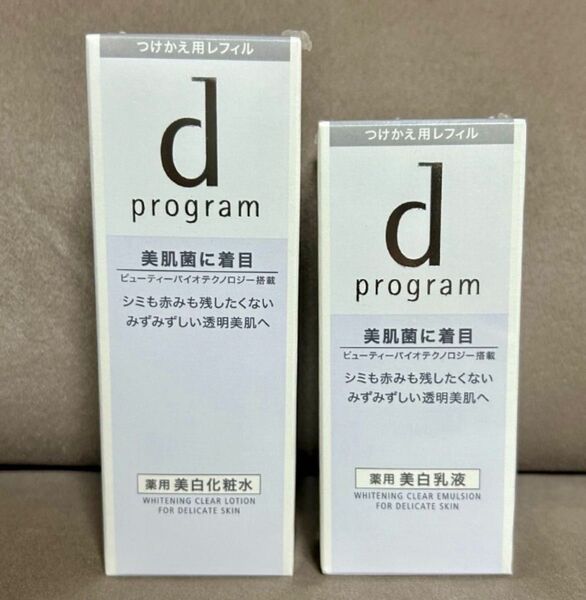 つけかえ用レフィル
d
program
美肌菌に着目
ビューティーバイオテクノロジー搭載
シミも赤みも残したくない
みずみずしい透明美肌へ
薬用 美白化粧水
WHITENING CLEAR LOTION
FOR DELICATE SKIN
つけかえ用レフィル
d
program
美肌菌に着目
ビューティーバイオテクノロジー搭載
シミも赤みも残したくない
みずみずしい透明美肌へ
薬用 美白乳液
WHITENING CLEAR EMULSION
FOR DELICATE SKIN